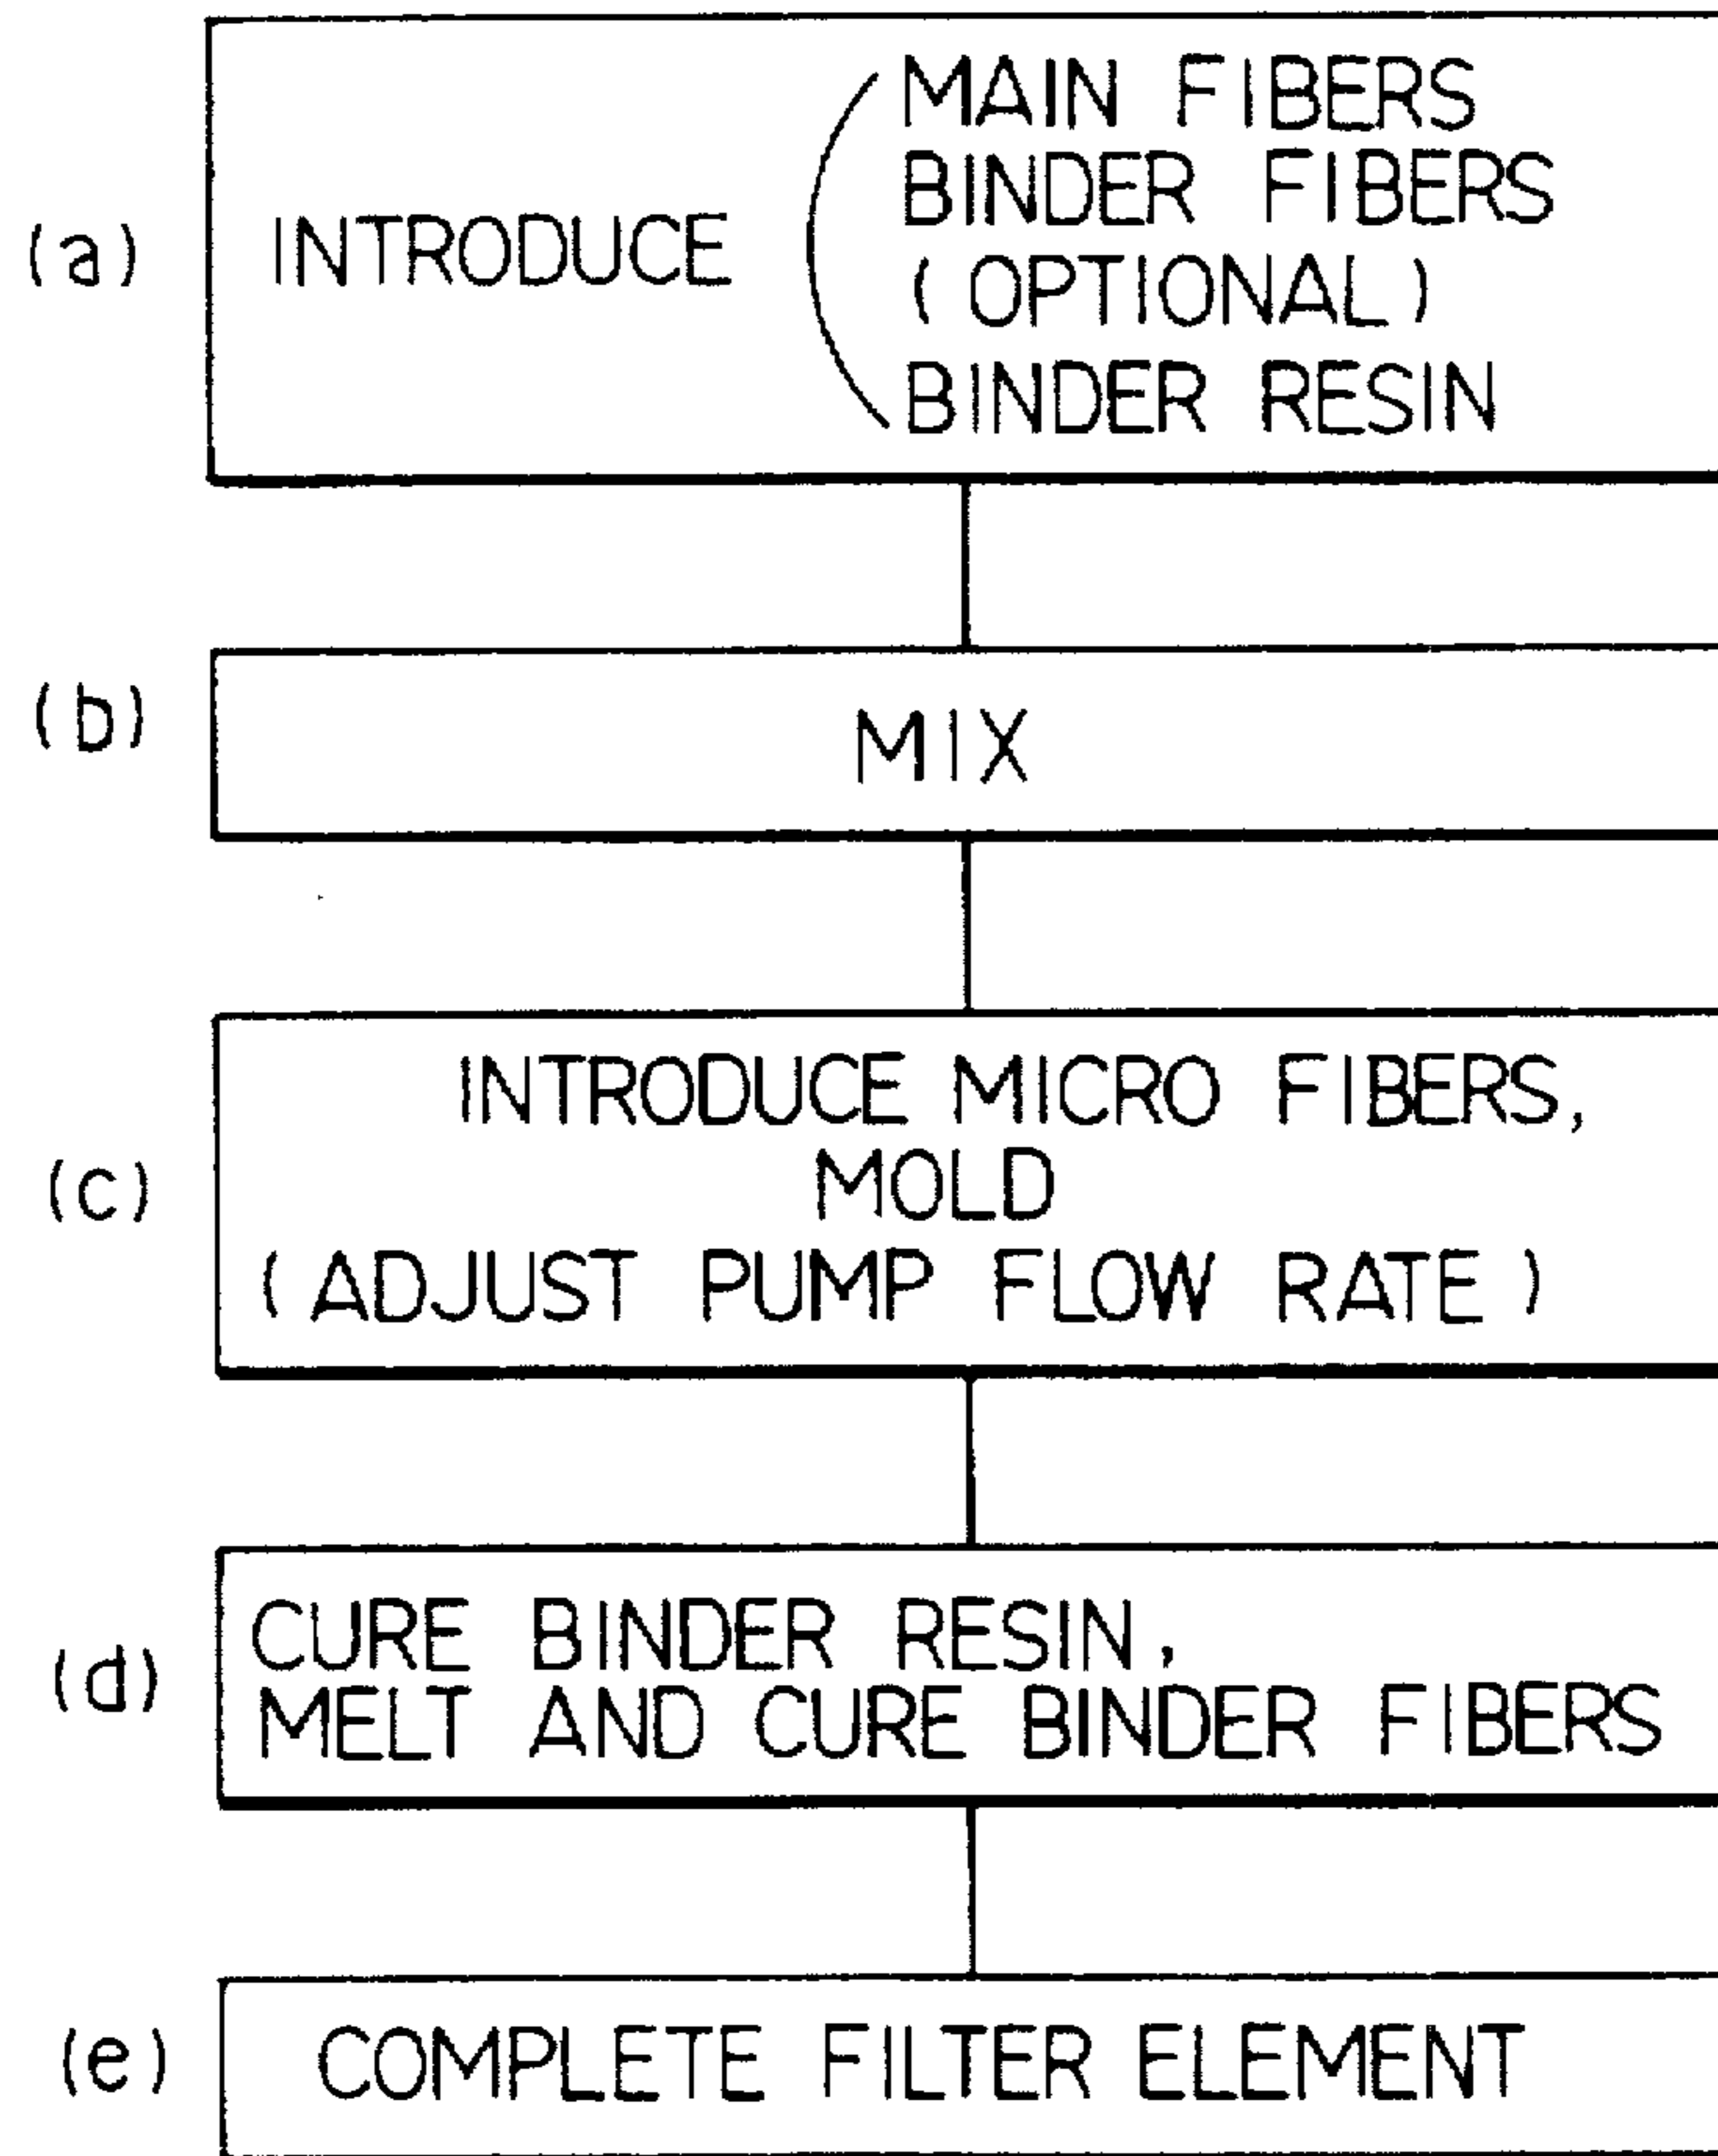 MAIN FIBERS
BINDER FIBERS
(a) INTRODUCE (OPTIONAL)
BINDER RESIN
(b) MIX
INTRODUCE MICRO FIBERS,
(c) MOLD
(ADJUST PUMP FLOW RATE)
CURE BINDER RESIN,
(d) MELT AND CURE BINDER FIBERS
(e) COMPLETE FILTER ELEMENT